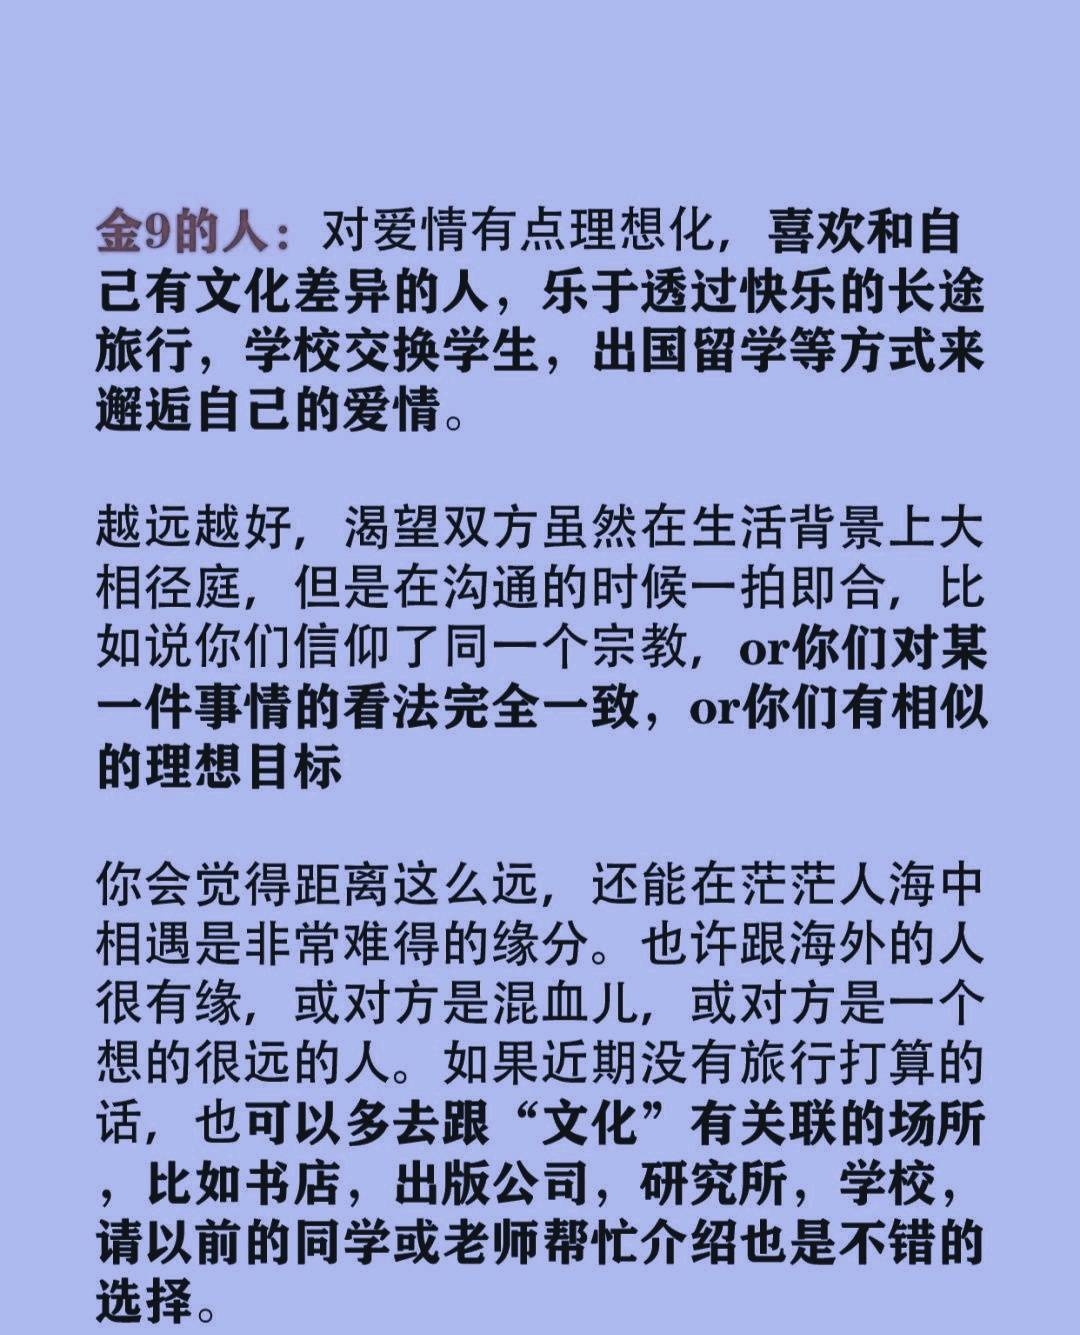 金9的人：对爱情有点理想化，喜欢和自
己有文化差异的人，乐于透过快乐的长途
旅行，学校交换学生，出国留学等方式来
邂逅自己的爱情。
越远越好，渴望双方虽然在生活背景上大
相径庭，但是在沟通的时候一拍即合，比
如说你们信仰了同一个宗教，or你们对某
一件事情的看法完全一致，or你们有相似
的理想目标
你会觉得距离这么远，还能在茫茫人海中
相遇是非常难得的缘分。也许跟海外的人
很有缘，或对方是混血儿，或对方是一个
想的很远的人。如果近期没有旅行打算的
话，也可以多去跟“文化”有关联的场所
，比如书店，出版公司，研究所，学校，
请以前的同学或老师帮忙介绍也是不错的
选择。